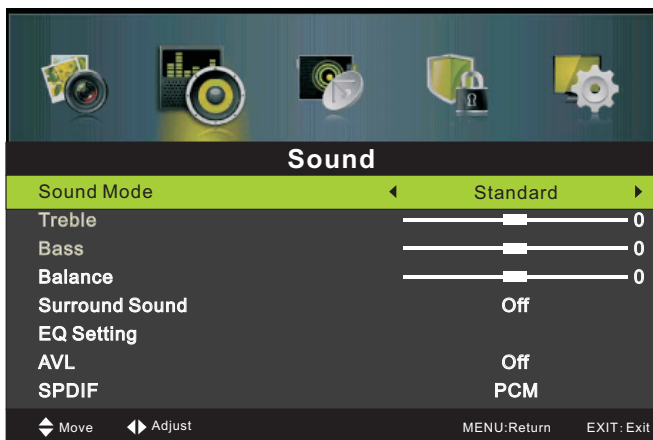 Sound
Sound Mode Standard
Treble 0
Bass 0
Balance 0
Surround Sound Off
EQ Setting
AVL Off
SPDIF PCM
Move Adjust MENU:Return EXIT:Exit